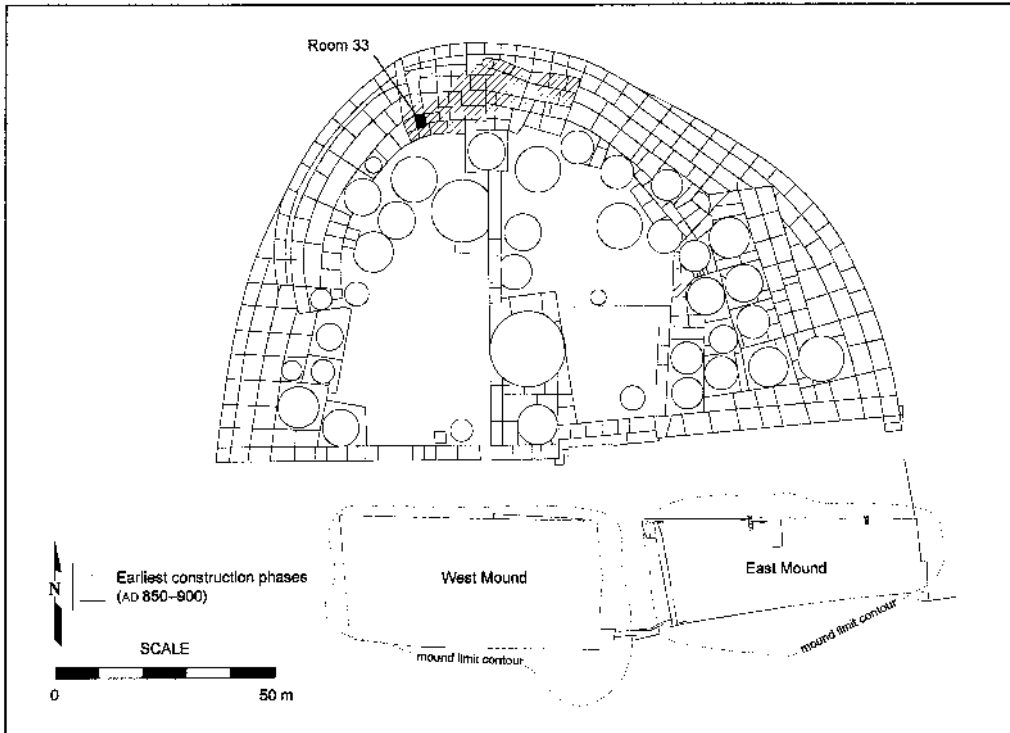 Room 33
West Mound
East Mound
mound limit contour
mound limit contour
N
Earliest construction phases
(AD 850–900)
SCALE
0 50 m